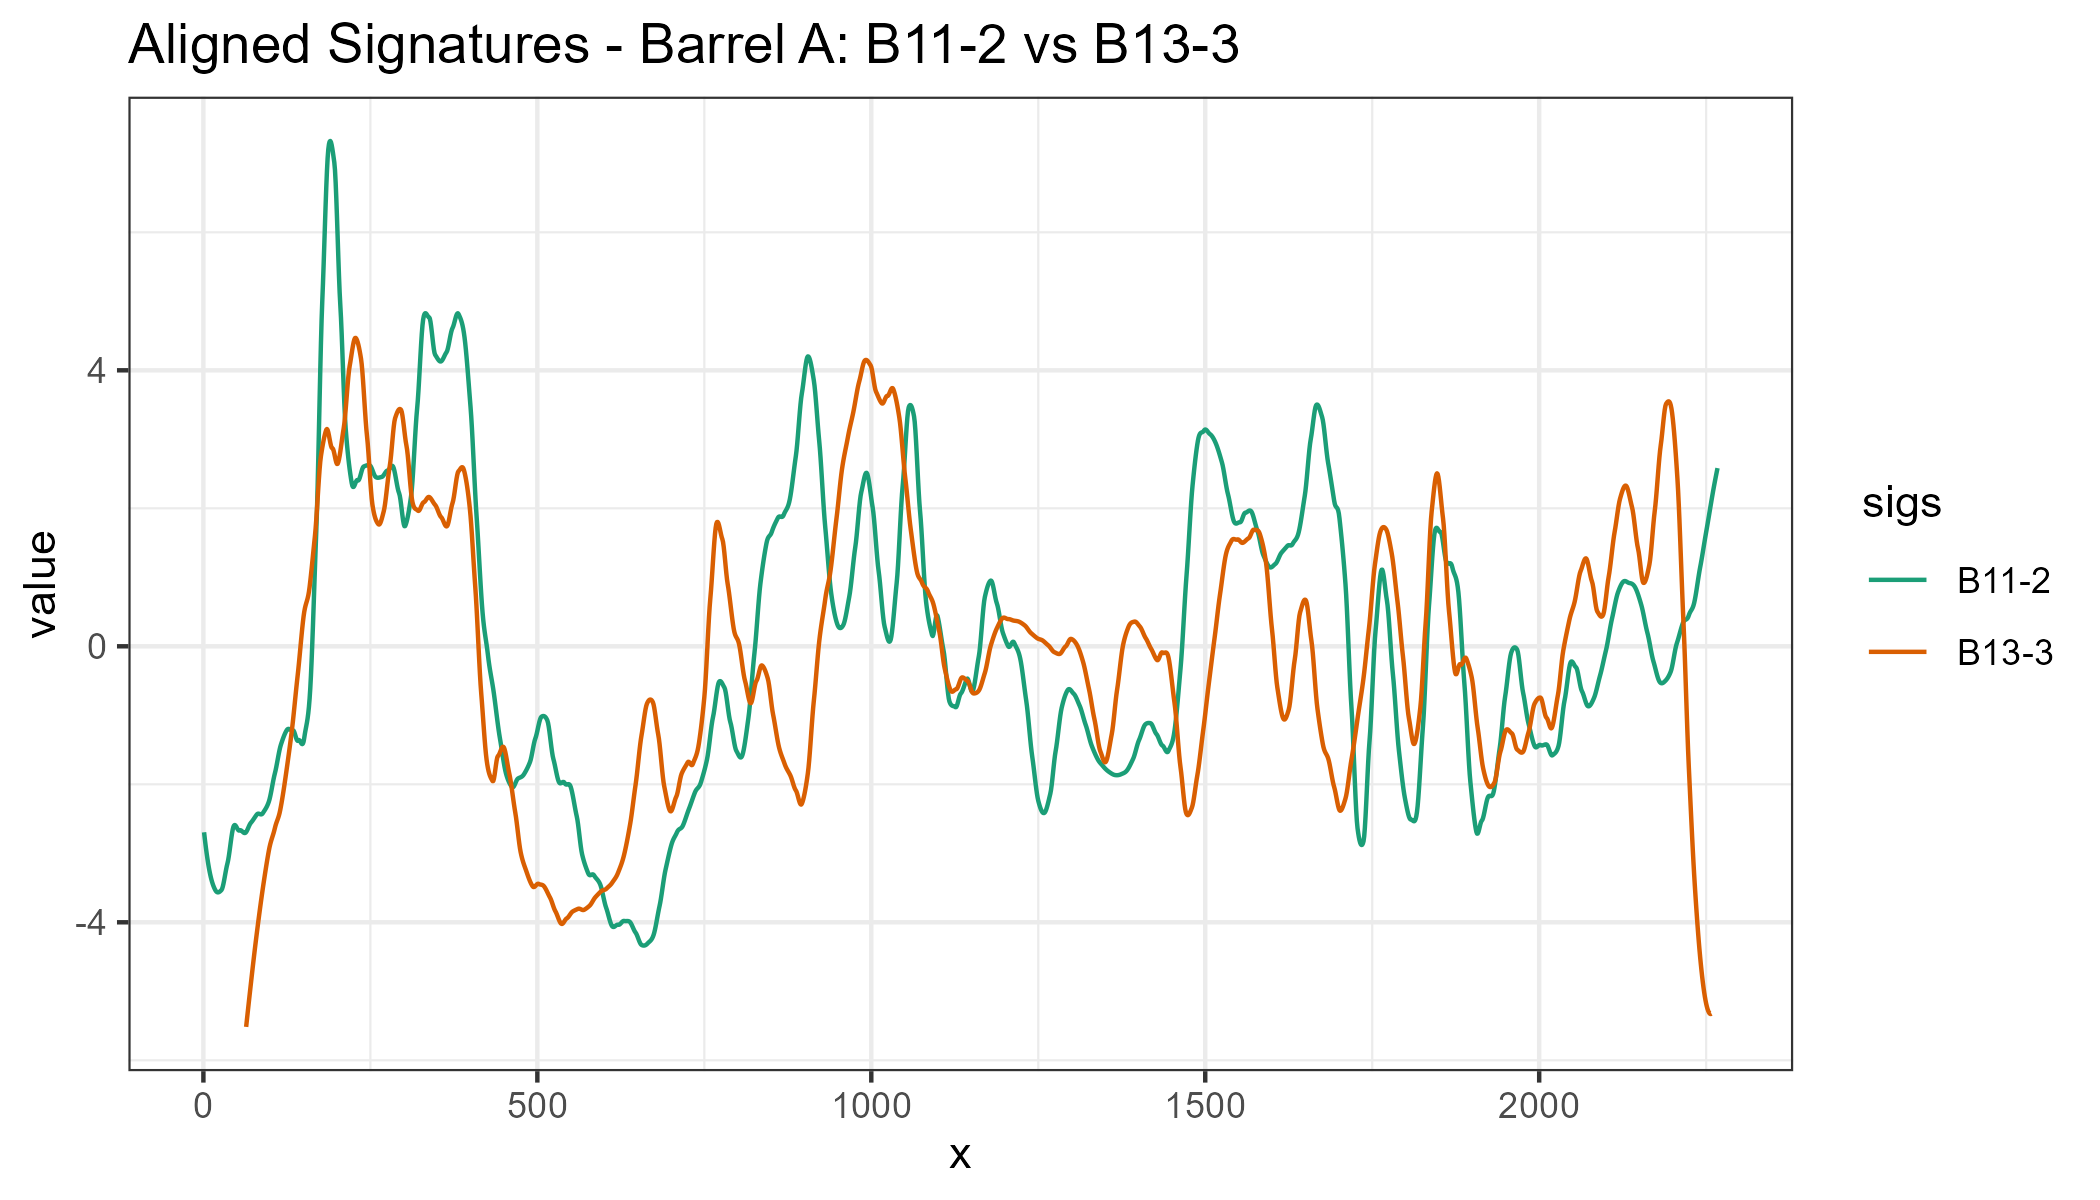 Aligned Signatures - Barrel A: B11-2 vs B13-3
value
4
0
-4
0
500
1000
1500
2000
x
sigs
B11-2
B13-3